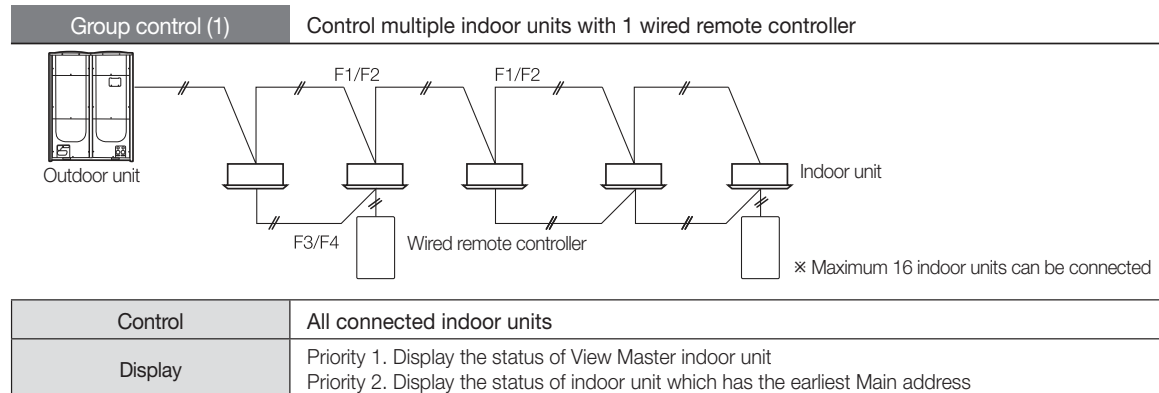 Group control (1)
Control multiple indoor units with 1 wired remote controller
F1/F2
F1/F2
Outdoor unit
Indoor unit
F3/F4
Wired remote controller
※ Maximum 16 indoor units can be connected
Control
All connected indoor units
Display
Priority 1. Display the status of View Master indoor unit
Priority 2. Display the status of indoor unit which has the earliest Main address